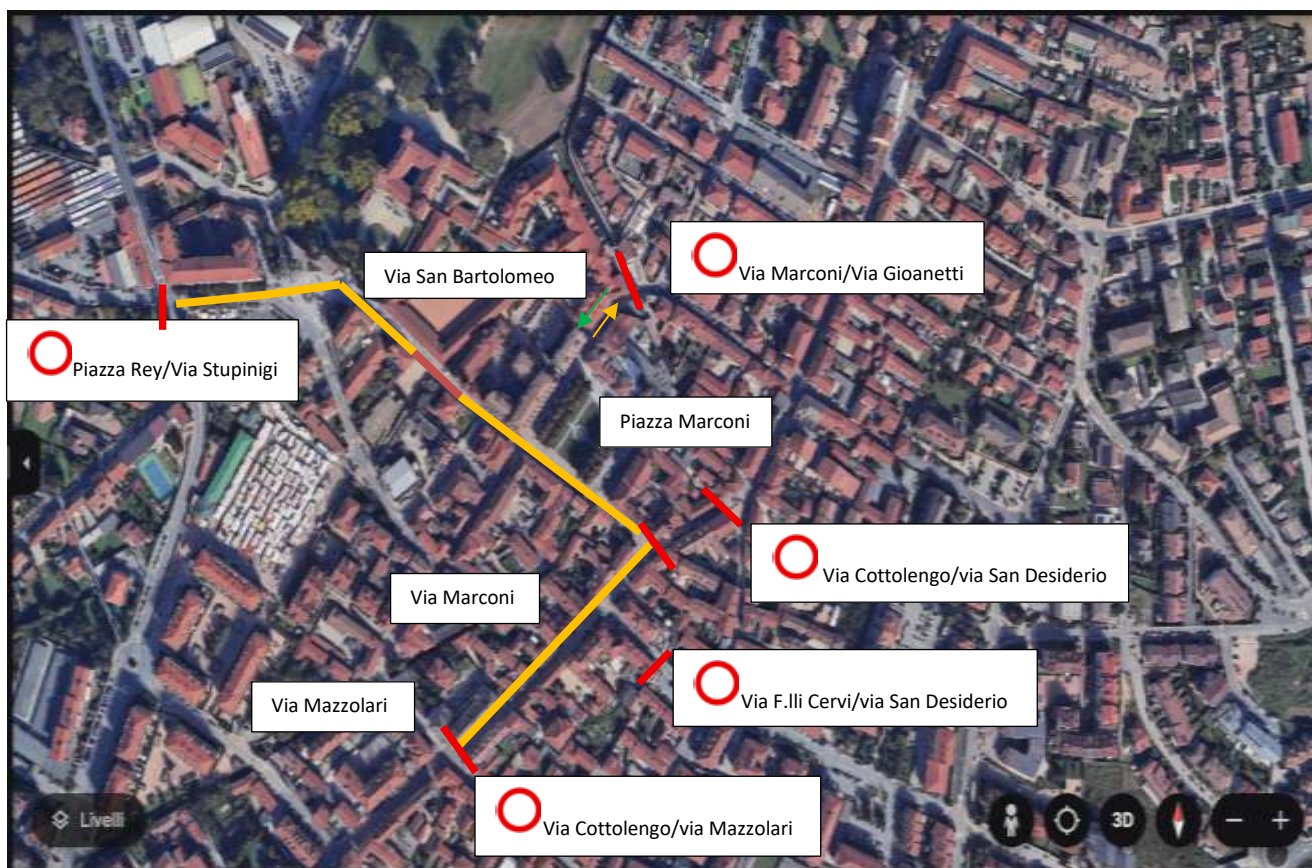 Via San Bartolomeo
Via Marconi/Via Gioanetti
Piazza Rey/Via Stupinigi
Piazza Marconi
Via Cottolengo/via San Desiderio
Via Marconi
Via F.lli Cervi/via San Desiderio
Via Mazzolari
Via Cottolengo/via Mazzolari
Livelli
3D